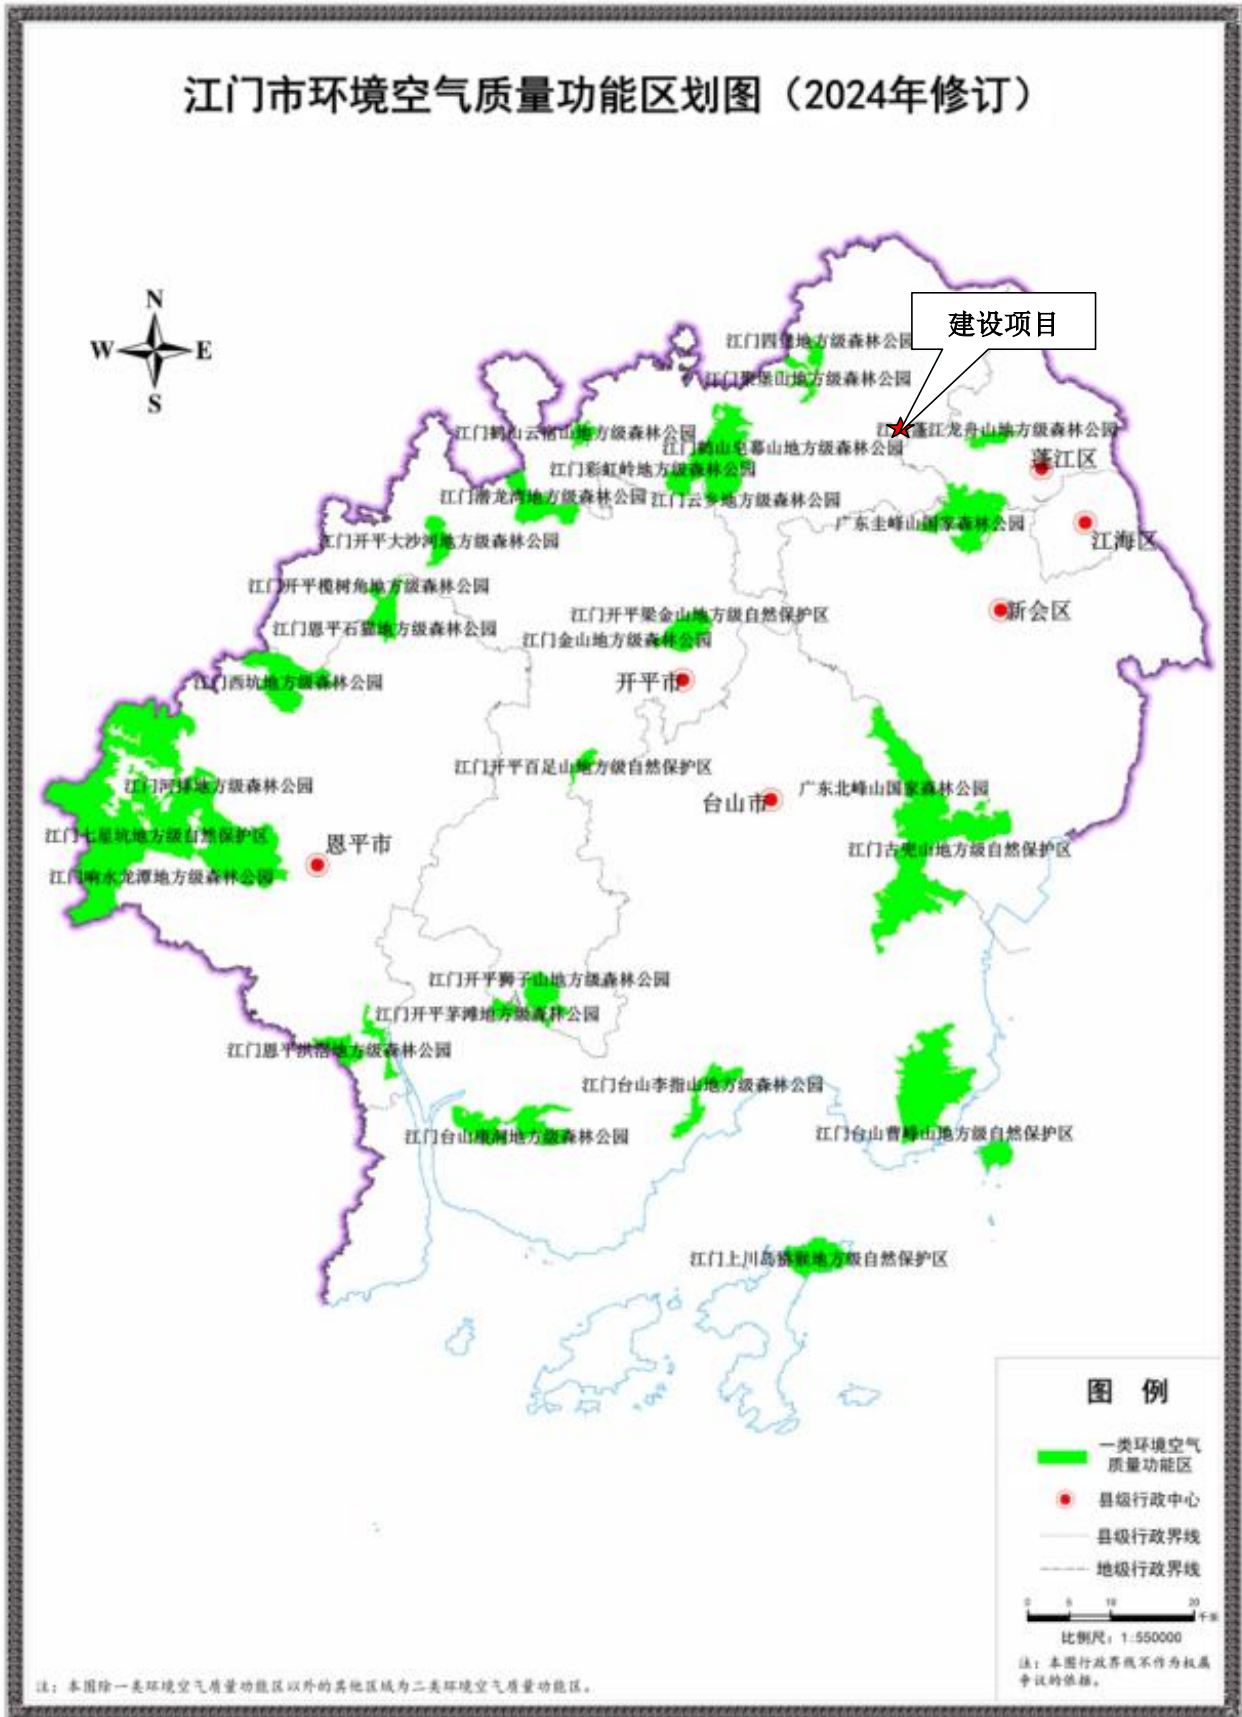 江门市环境空气质量功能区划图（2024年修订）
N
W
E
S
建设项目
江门四堡地方级森林公园
江门聚堡山地方级森林公园
江门鹤山云宿山地方级森林公园
蓬江龙舟山地方级森林公园
江门鹤山皂幕山地方级森林公园
蓬江区
江门彩虹岭地方级森林公园
江门潜龙湾地方级森林公园
江门云乡地方级森林公园
广东圭峰山国家森林公园
江门开平大沙河地方级森林公园
江海区
江门开平榄树角地方级森林公园
江门开平梁金山地方级自然保护区
新会区
江门恩平石猫地方级森林公园
江门金山地方级森林公园
江门西坑地方级森林公园
开平市
江门开平百足山地方级自然保护区
江门河排地方级森林公园
广东北峰山国家森林公园
台山市
江门七星坑地方级自然保护区
恩平市
江门古兜山地方级自然保护区
江门响水龙潭地方级森林公园
江门开平狮子山地方级森林公园
江门开平茅滩地方级森林公园
江门恩平洪滔地方级森林公园
江门台山李指山地方级森林公园
江门台山康洞地方级森林公园
江门台山曹峰山地方级自然保护区
江门上川岛猕猴地方级自然保护区
图 例
一类环境空气
质量功能区
县级行政中心
县级行政界线
地级行政界线
0 5 10 20
千米
比例尺：1:550000
注：本图行政界线不作为权属
争议的依据。
注：本图除一类环境空气质量功能区以外的其他区域为二类环境空气质量功能区。